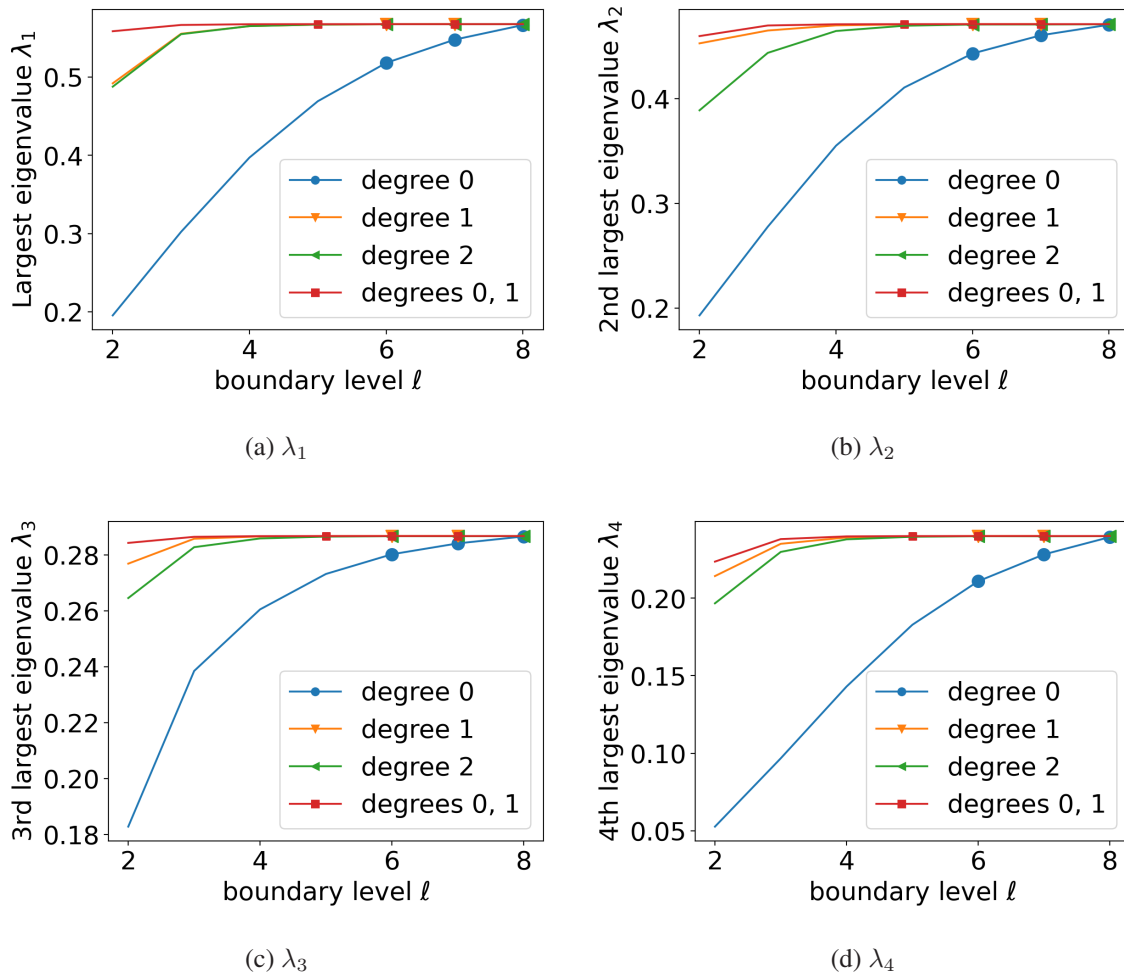 Largest eigenvalue λ1
0.5
0.4
0.3
0.2
2 4 6 8
boundary level ℓ
degree 0
degree 1
degree 2
degrees 0, 1
(a) λ1
2nd largest eigenvalue λ2
0.4
0.3
0.2
2 4 6 8
boundary level ℓ
degree 0
degree 1
degree 2
degrees 0, 1
(b) λ2
3rd largest eigenvalue λ3
0.28
0.26
0.24
0.22
0.20
0.18
2 4 6 8
boundary level ℓ
degree 0
degree 1
degree 2
degrees 0, 1
(c) λ3
4th largest eigenvalue λ4
0.20
0.15
0.10
0.05
2 4 6 8
boundary level ℓ
degree 0
degree 1
degree 2
degrees 0, 1
(d) λ4